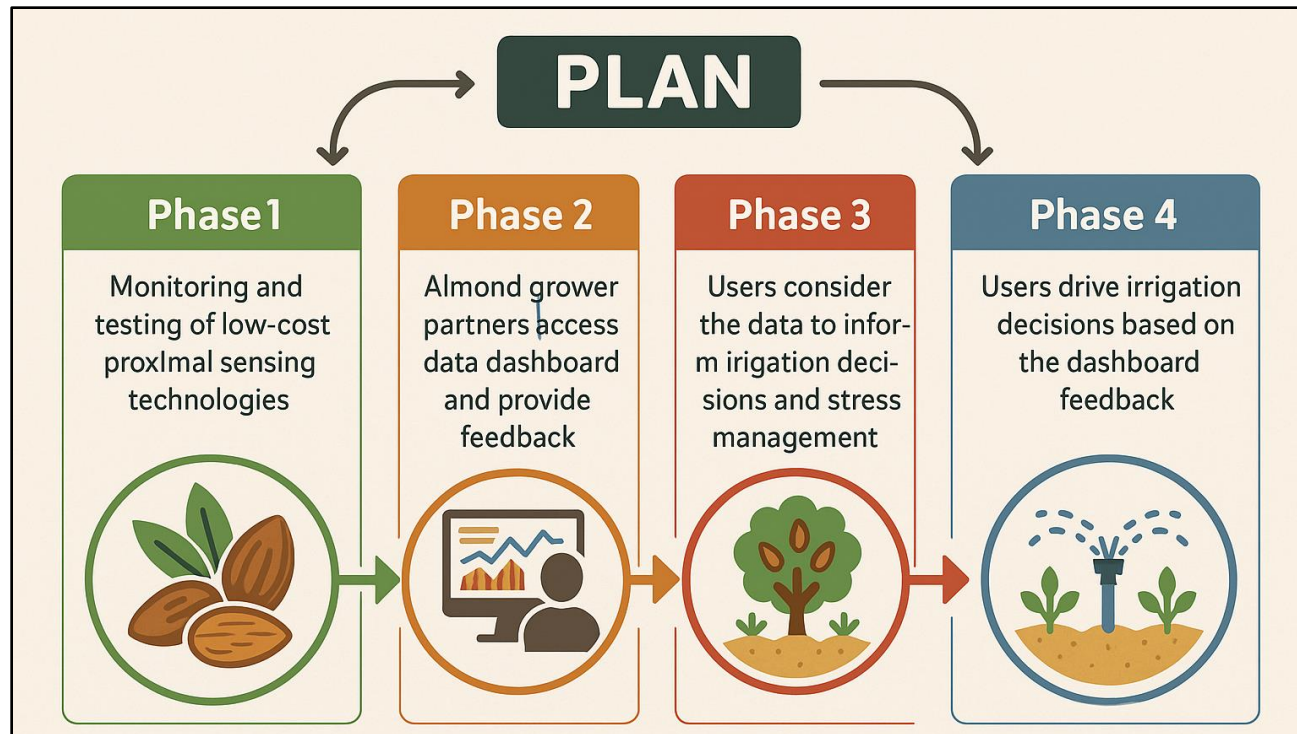 PLAN
Phase1
Monitoring and
testing of low-cost
proxImal sensing
technologies
Phase 2
Almond grower
partners access
data dashboard
and provide
feedback
Phase 3
Users consider
the data to infor-
m irigation deci-
sions and stress
management
Phase 4
Users drive irrigation
decisions based on
the dashboard
feedback